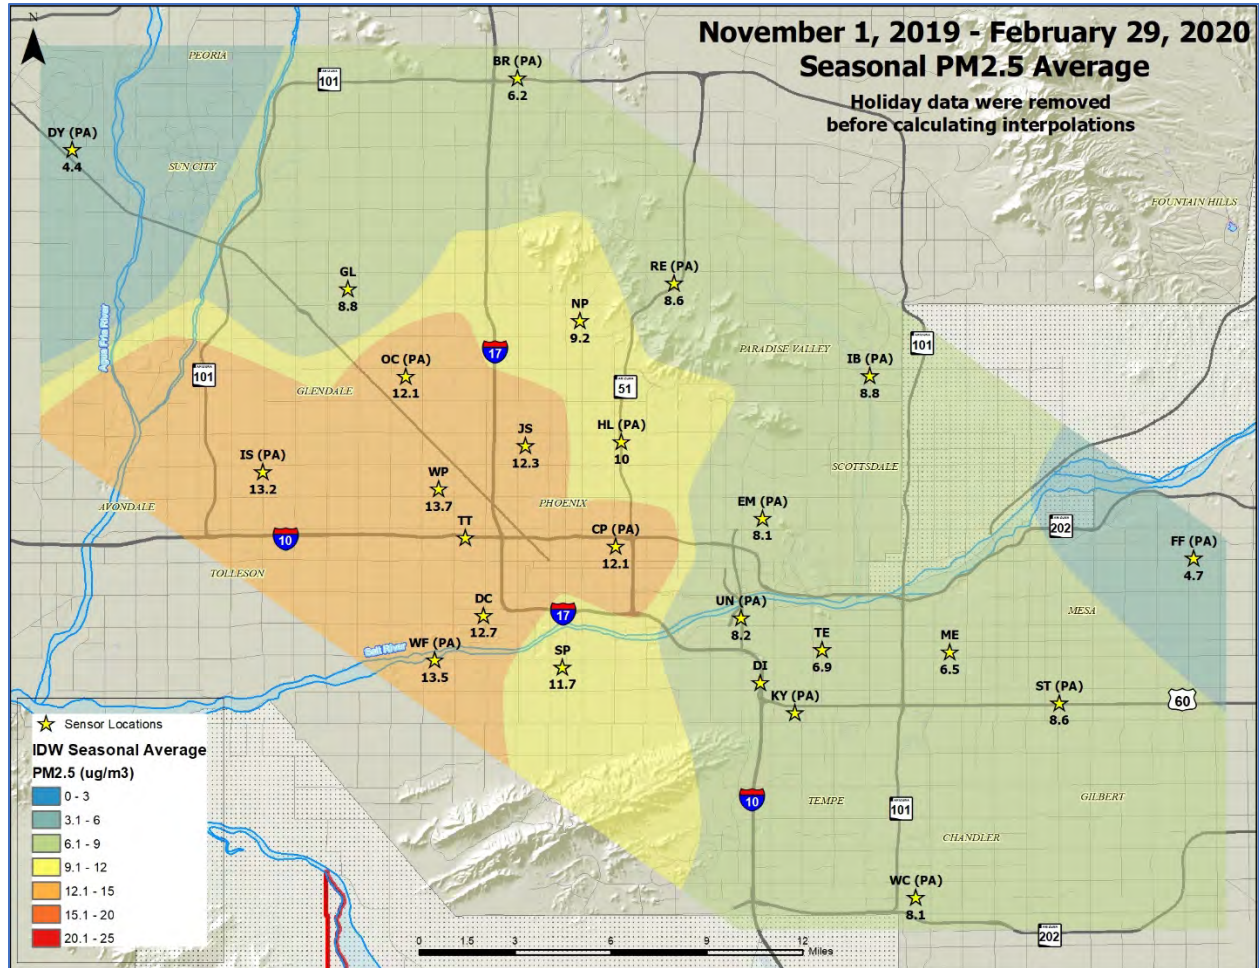 November 1, 2019 - February 29, 2020
Seasonal PM2.5 Average
Holiday data were removed
before calculating interpolations
N
PEORIA
BR (PA)
6.2
101
DY (PA)
4.4
SUN CITY
FOUNTAIN HILLS
GL
8.8
RE (PA)
8.6
NP
9.2
Agua Fria River
17
101
PARADISE VALLEY
IB (PA)
8.8
OC (PA)
12.1
101
GLENDALE
51
JS
12.3
HL (PA)
10
IS (PA)
13.2
WP
13.7
SCOTTSDALE
AVONDALE
PHOENIX
EM (PA)
8.1
TT
10
CP (PA)
12.1
202
FF (PA)
4.7
TOLLESON
DC
12.7
17
UN (PA)
8.2
MESA
WF (PA)
13.5
Salt River
SP
11.7
TE
6.9
ME
6.5
DI
KY (PA)
ST (PA)
8.6
60
10
TEMPE
101
GILBERT
CHANDLER
WC (PA)
8.1
202
Sensor Locations
IDW Seasonal Average
PM2.5 (ug/m3)
0 - 3
3.1 - 6
6.1 - 9
9.1 - 12
12.1 - 15
15.1 - 20
20.1 - 25
0 1.5 3 6 9 12
Miles